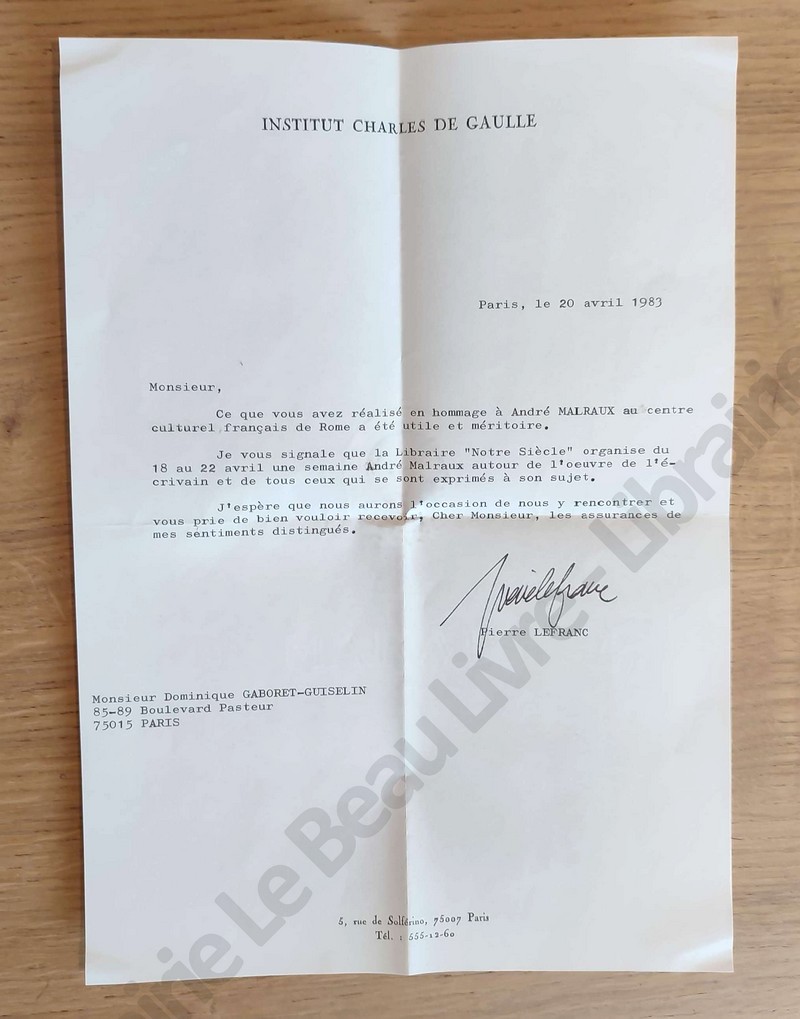 INSTITUT CHARLES DE GAULLE
Paris, le 20 avril 1983
Monsieur,
Ce que vous avez réalisé en hommage à André MALRAUX au centre
culturel français de Rome a été utile et méritoire.
Je vous signale que la Libraire "Notre Siècle" organise du
18 au 22 avril une semaine André Malraux autour de l'oeuvre de l'é-
crivain et de tous ceux qui se sont exprimés à son sujet.
J'espère que nous aurons l'occasion de nous y rencontrer et
vous prie de bien vouloir recevoir, Cher Monsieur, les assurances de
mes sentiments distingués.
Pierre LEFRANC
Monsieur Dominique GABORET-GUISELIN
85-89 Boulevard Pasteur
75015 PARIS
5, rue de Solférino, 75007 Paris
Tél. : 555-12-60
Le Beau Livre - Librairie